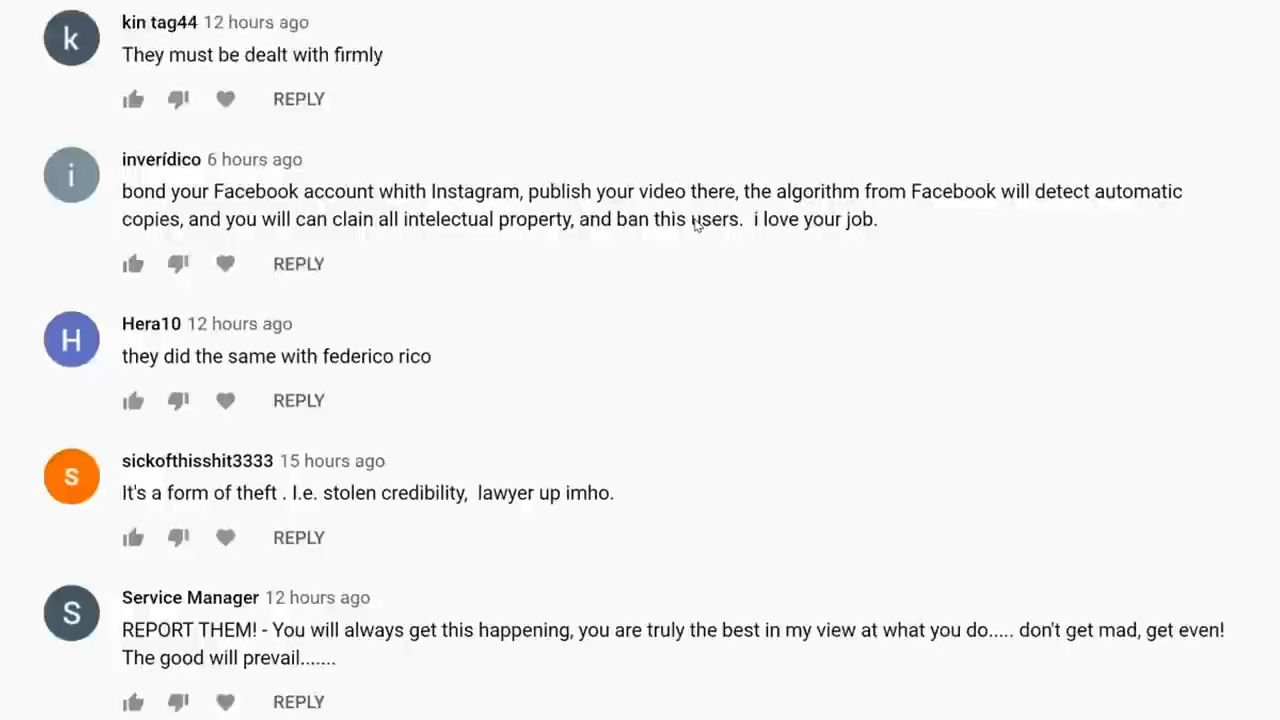 k
kin tag44 12 hours ago
They must be dealt with firmly
REPLY
i
inverídico 6 hours ago
bond your Facebook account whith Instagram, publish your video there, the algorithm from Facebook will detect automatic
copies, and you will can clain all intelectual property, and ban this users. i love your job.
REPLY
H
Hera10 12 hours ago
they did the same with federico rico
REPLY
s
sickofthisshit3333 15 hours ago
It's a form of theft . I.e. stolen credibility, lawyer up imho.
REPLY
S
Service Manager 12 hours ago
REPORT THEM! - You will always get this happening, you are truly the best in my view at what you do..... don't get mad, get even!
The good will prevail.......
REPLY